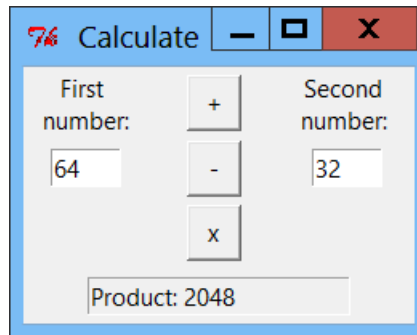 Calculate
First
number:
+
Second
number:
64
-
32
x
Product: 2048